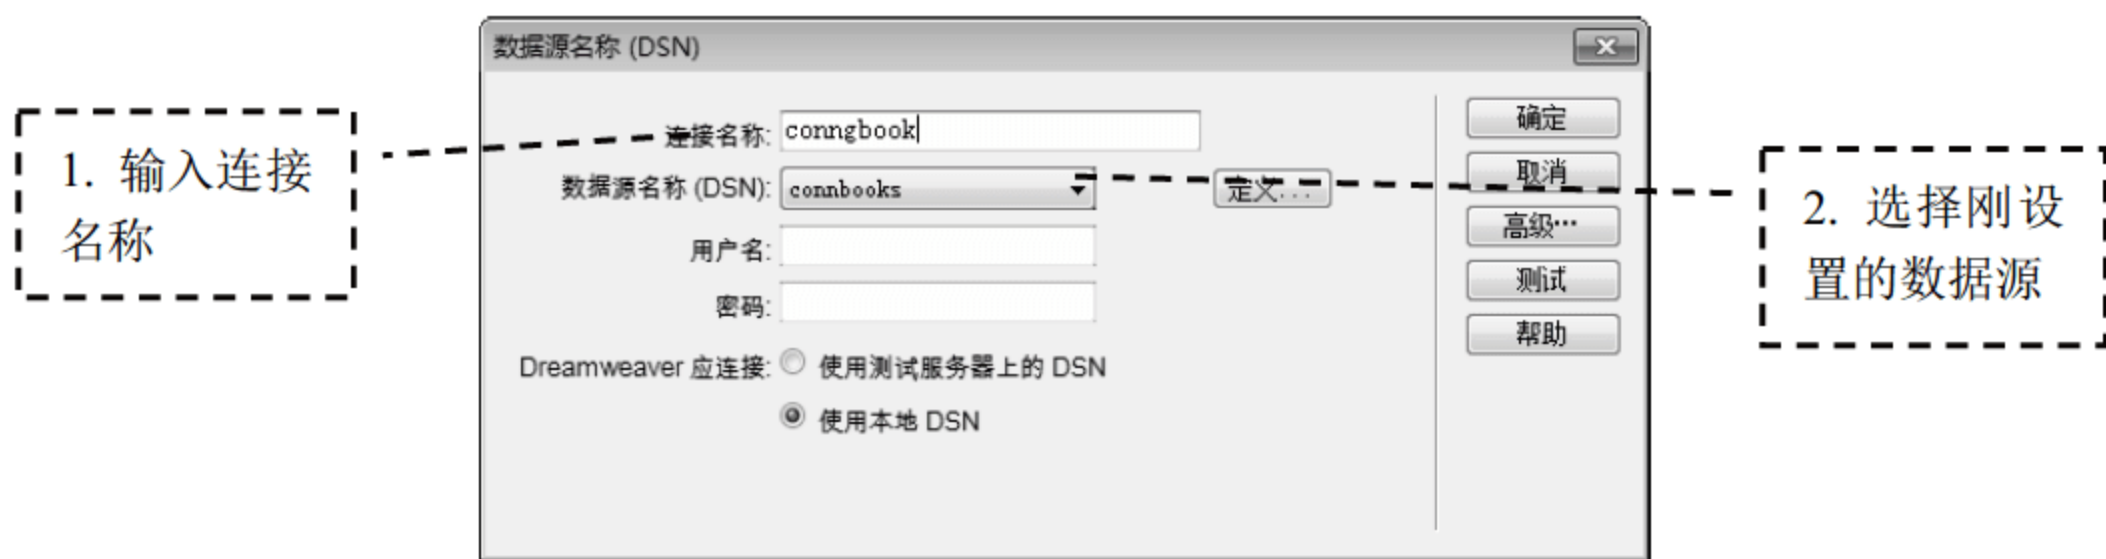 数据源名称 (DSN)
1. 输入连接
名称
连接名称: conngbook
数据源名称 (DSN): connbooks 定义...
用户名:
密码:
Dreamweaver 应连接: 使用测试服务器上的 DSN
使用本地 DSN
确定
取消
高级…
测试
帮助
2. 选择刚设
置的数据源